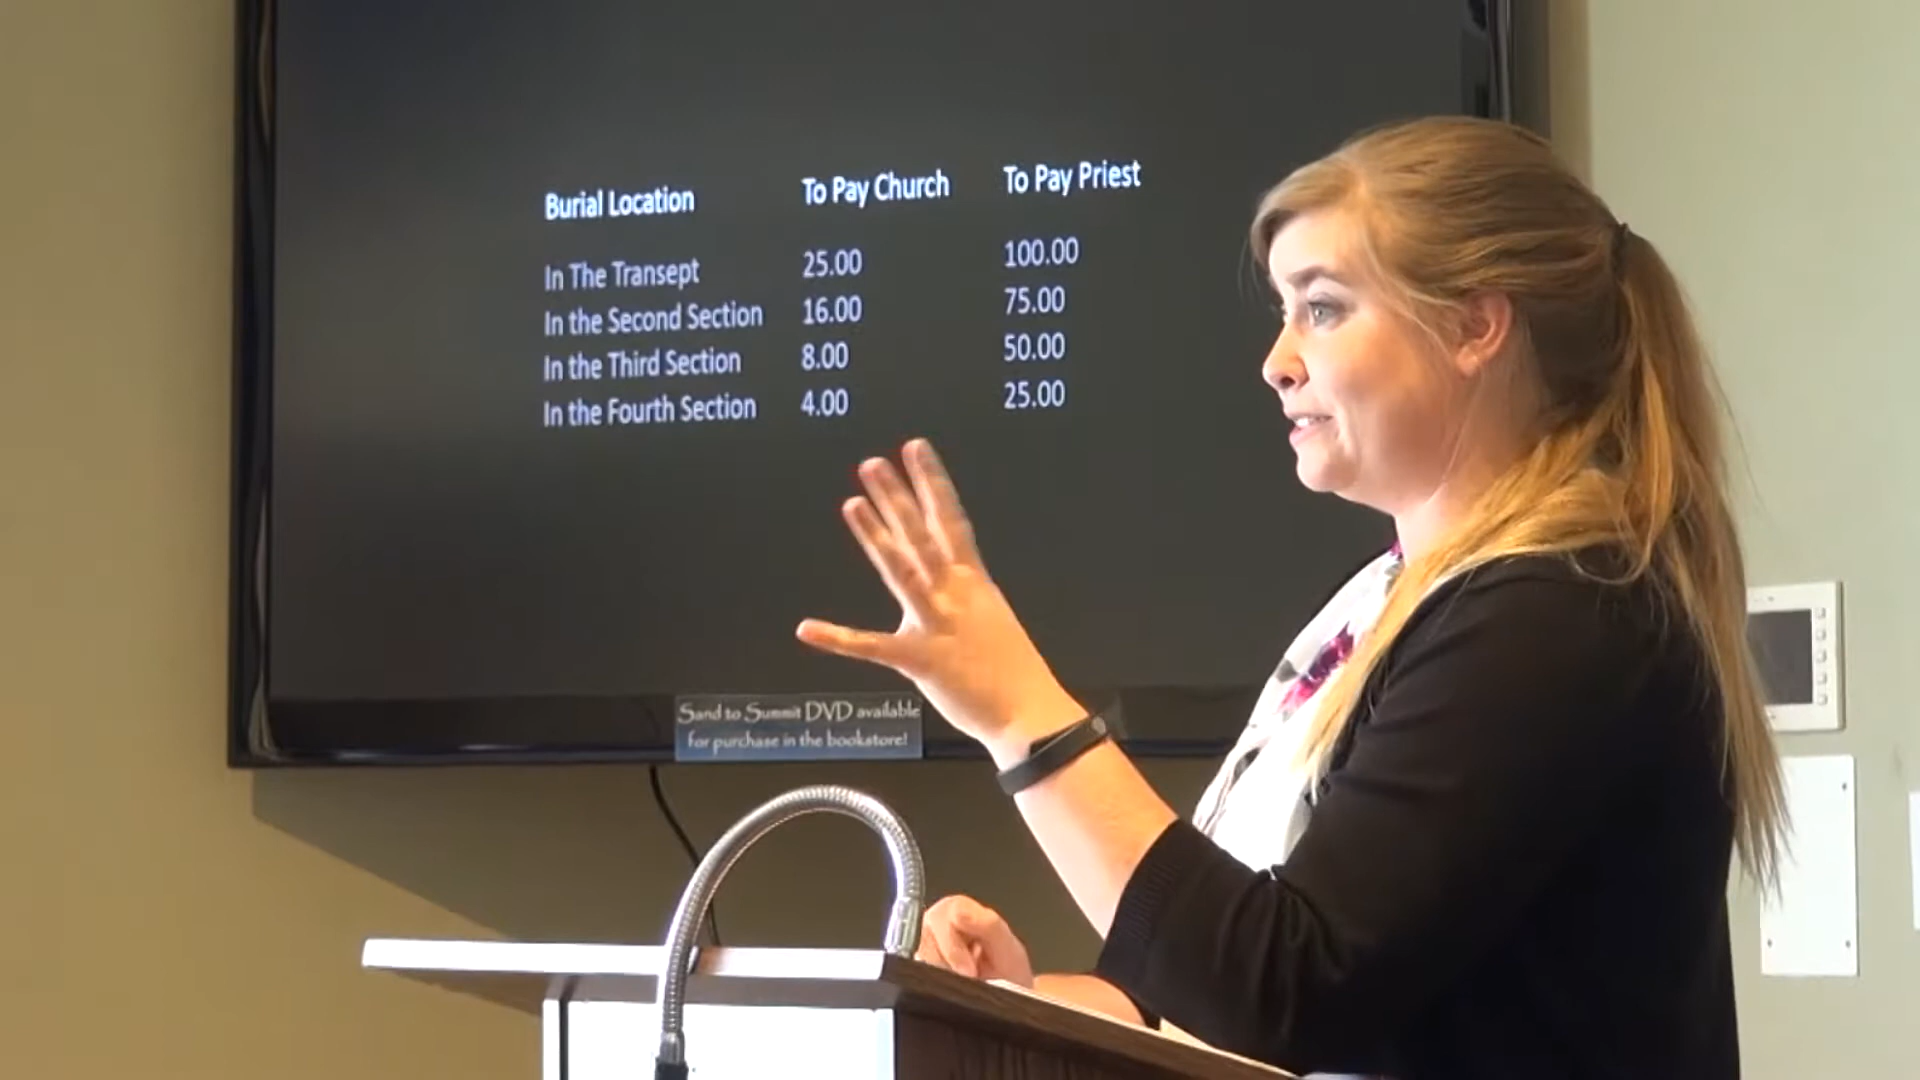 Burial Location To Pay Church To Pay Priest
In The Transept 25.00 100.00
In the Second Section 16.00 75.00
In the Third Section 8.00 50.00
In the Fourth Section 4.00 25.00
Sand to Summit DVD available
for purchase in the bookstore!